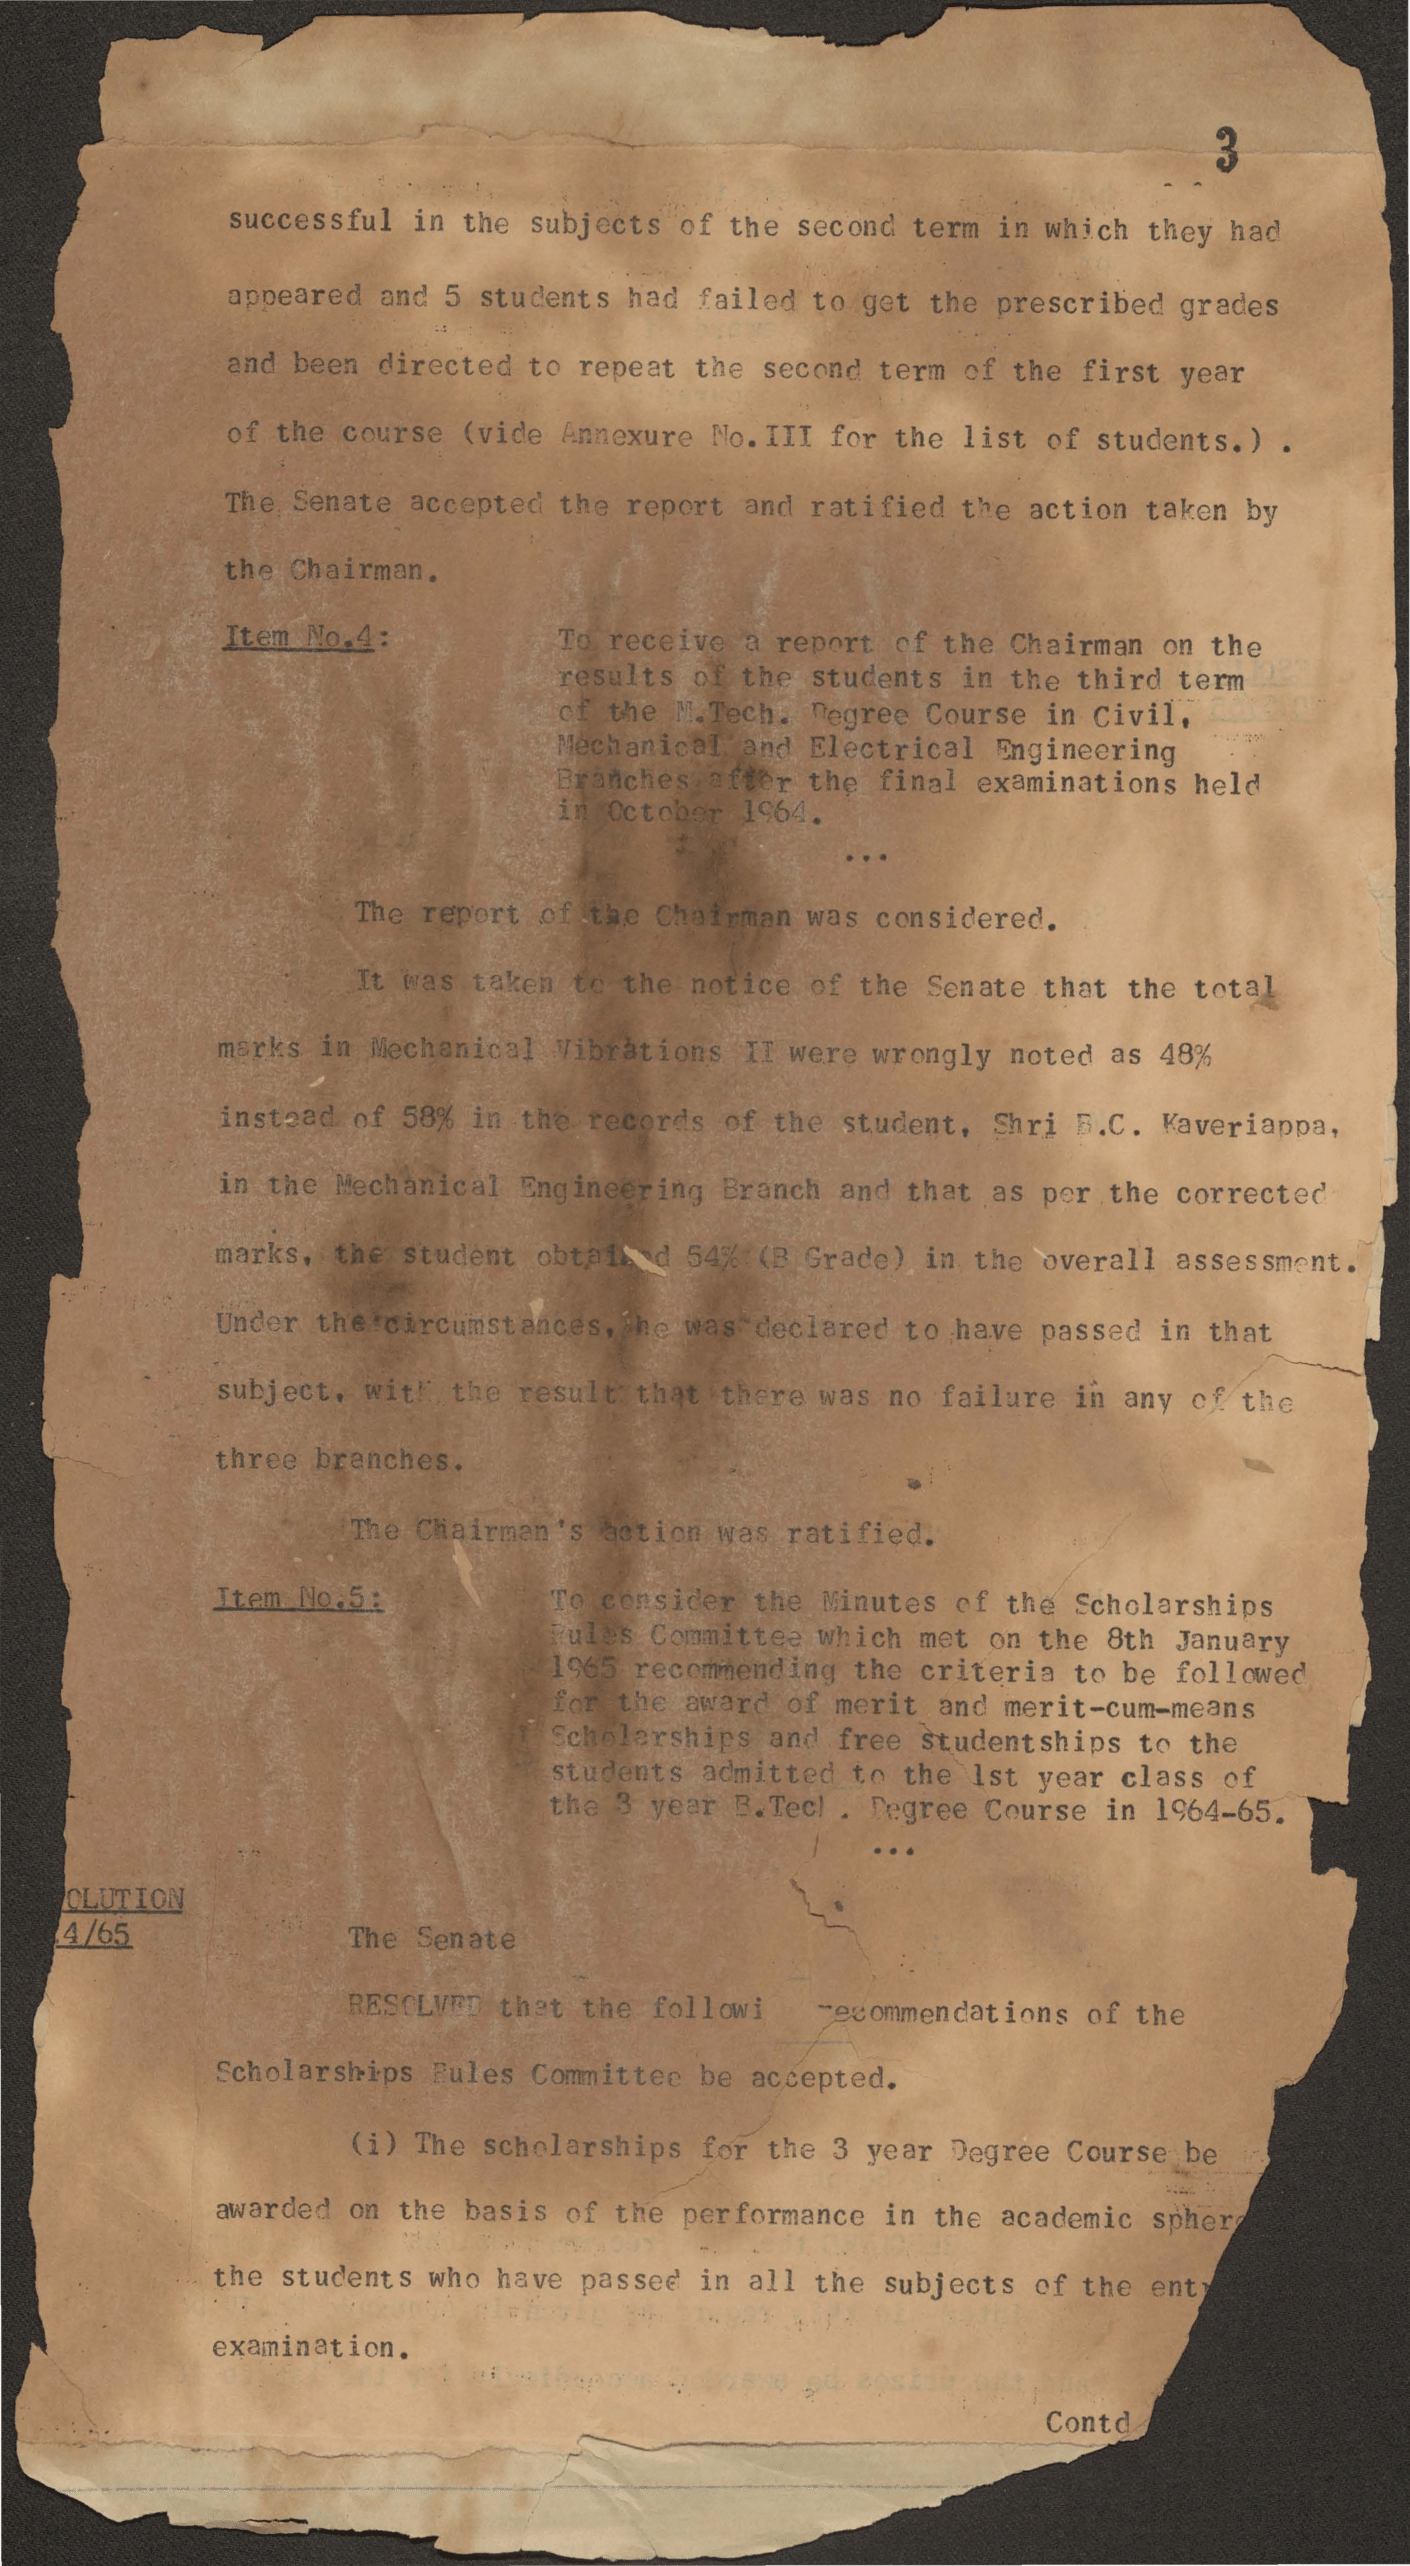 3
successful in the subjects of the second term in which they had
appeared and 5 students had failed to get the prescribed grades
and been directed to repeat the second term of the first year
of the course (vide Annexure No.III for the list of students.) .
The Senate accepted the report and ratified the action taken by
the Chairman.
Item No.4:
To receive a report of the Chairman on the
results of the students in the third term
of the M.Tech. Degree Course in Civil,
Mechanical and Electrical Engineering
Branches after the final examinations held
in October 1964.
...
The report of the Chairman was considered.
It was taken to the notice of the Senate that the total
marks in Mechanical Vibrations II were wrongly noted as 48%
instead of 58% in the records of the student, Shri B.C. Kaveriappa,
in the Mechanical Engineering Branch and that as per the corrected
marks, the student obtained 54% (B Grade) in the overall assessment.
Under the circumstances, he was declared to have passed in that
subject, with the result that there was no failure in any of the
three branches.
The Chairman's action was ratified.
Item No.5:
To consider the Minutes of the Scholarships
Rules Committee which met on the 8th January
1965 recommending the criteria to be followed
for the award of merit and merit-cum-means
Scholarships and free studentships to the
students admitted to the 1st year class of
the 3 year B.Tech. Degree Course in 1964-65.
...
OLUTION
.4/65
The Senate
RESOLVED that the followi recommendations of the
Scholarships Rules Committee be accepted.
(i) The scholarships for the 3 year Degree Course be
awarded on the basis of the performance in the academic sphere
the students who have passed in all the subjects of the ent
examination.
Contd